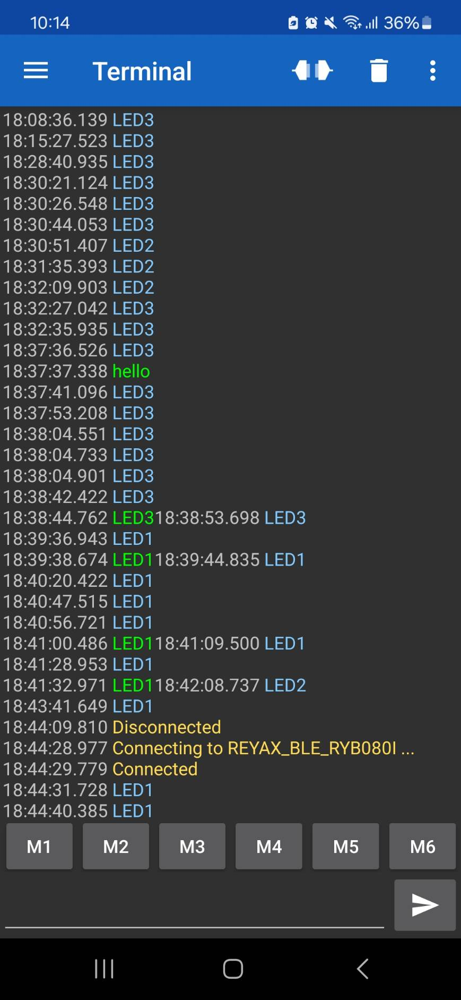 10:14 36%
Terminal
18:08:36.139 LED3
18:15:27.523 LED3
18:28:40.935 LED3
18:30:21.124 LED3
18:30:26.548 LED3
18:30:44.053 LED3
18:30:51.407 LED2
18:31:35.393 LED2
18:32:09.903 LED2
18:32:27.042 LED3
18:32:35.935 LED3
18:37:36.526 LED3
18:37:37.338 hello
18:37:41.096 LED3
18:37:53.208 LED3
18:38:04.551 LED3
18:38:04.733 LED3
18:38:04.901 LED3
18:38:42.422 LED3
18:38:44.762 LED318:38:53.698 LED3
18:39:36.943 LED1
18:39:38.674 LED118:39:44.835 LED1
18:40:20.422 LED1
18:40:47.515 LED1
18:40:56.721 LED1
18:41:00.486 LED118:41:09.500 LED1
18:41:28.953 LED1
18:41:32.971 LED118:42:08.737 LED2
18:43:41.649 LED1
18:44:09.810 Disconnected
18:44:28.977 Connecting to REYAX_BLE_RYB080I ...
18:44:29.779 Connected
18:44:31.728 LED1
18:44:40.385 LED1
M1 M2 M3 M4 M5 M6